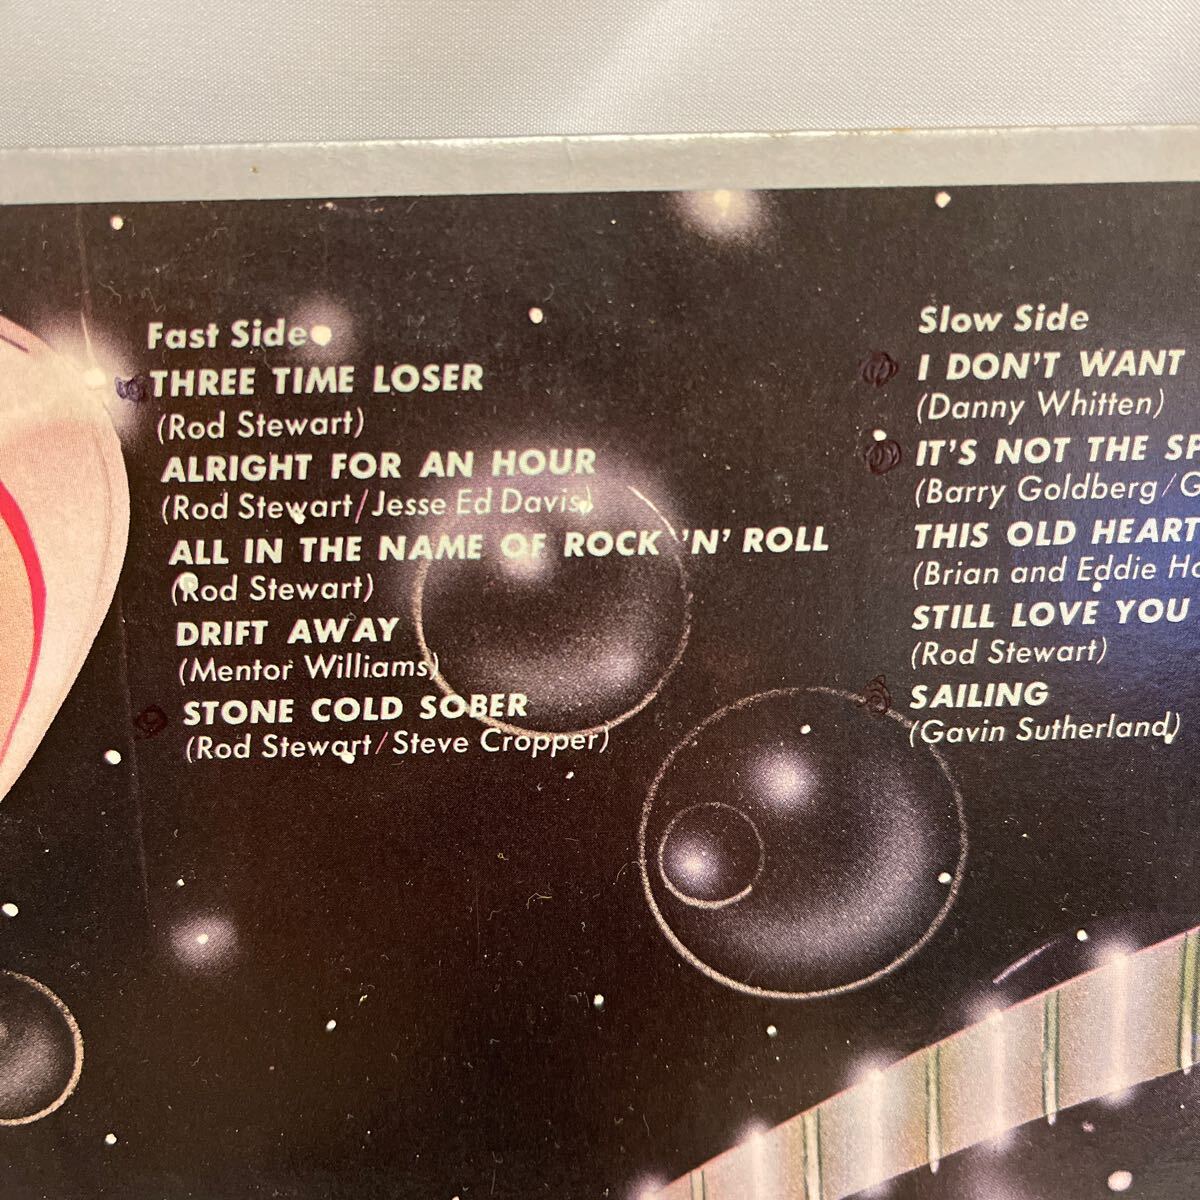 Fast Side
THREE TIME LOSER
(Rod Stewart)
ALRIGHT FOR AN HOUR
(Rod Stewart/Jesse Ed Davis)
ALL IN THE NAME OF ROCK 'N' ROLL
(Rod Stewart)
DRIFT AWAY
(Mentor Williams)
STONE COLD SOBER
(Rod Stewart/Steve Cropper)
Slow Side
I DON'T WANT
(Danny Whitten)
IT'S NOT THE SP
(Barry Goldberg/G
THIS OLD HEART
(Brian and Eddie Ho
STILL LOVE YOU
(Rod Stewart)
SAILING
(Gavin Sutherland)